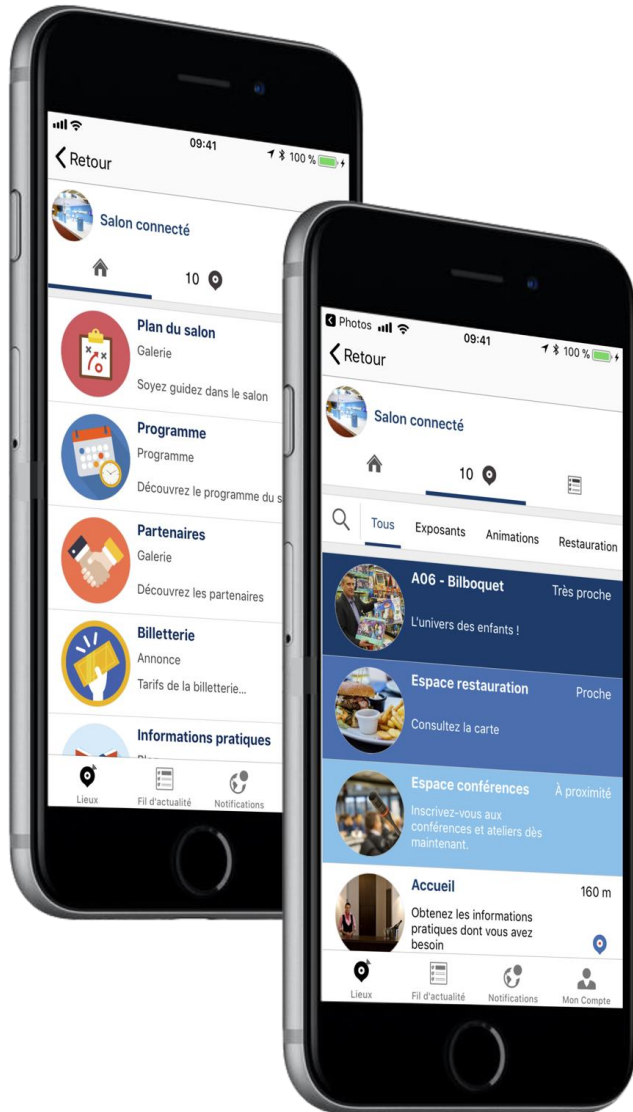 09:41
100 %
Retour
Salon connecté
10
Plan du salon
Galerie
Soyez guidez dans le salon
Programme
Programme
Découvrez le programme du s
Partenaires
Galerie
Découvrez les partenaires
Billetterie
Annonce
Tarifs de la billetterie...
Informations pratiques
Lieux
Fil d'actualité
Notifications
Photos
09:41
100 %
Retour
Salon connecté
10
Tous
Exposants
Animations
Restauration
A06 - Bilboquet
Très proche
L'univers des enfants !
Espace restauration
Proche
Consultez la carte
Espace conférences
À proximité
Inscrivez-vous aux
conférences et ateliers dès
maintenant.
Accueil
160 m
Obtenez les informations
pratiques dont vous avez
besoin
Lieux
Fil d'actualité
Notifications
Mon Compte